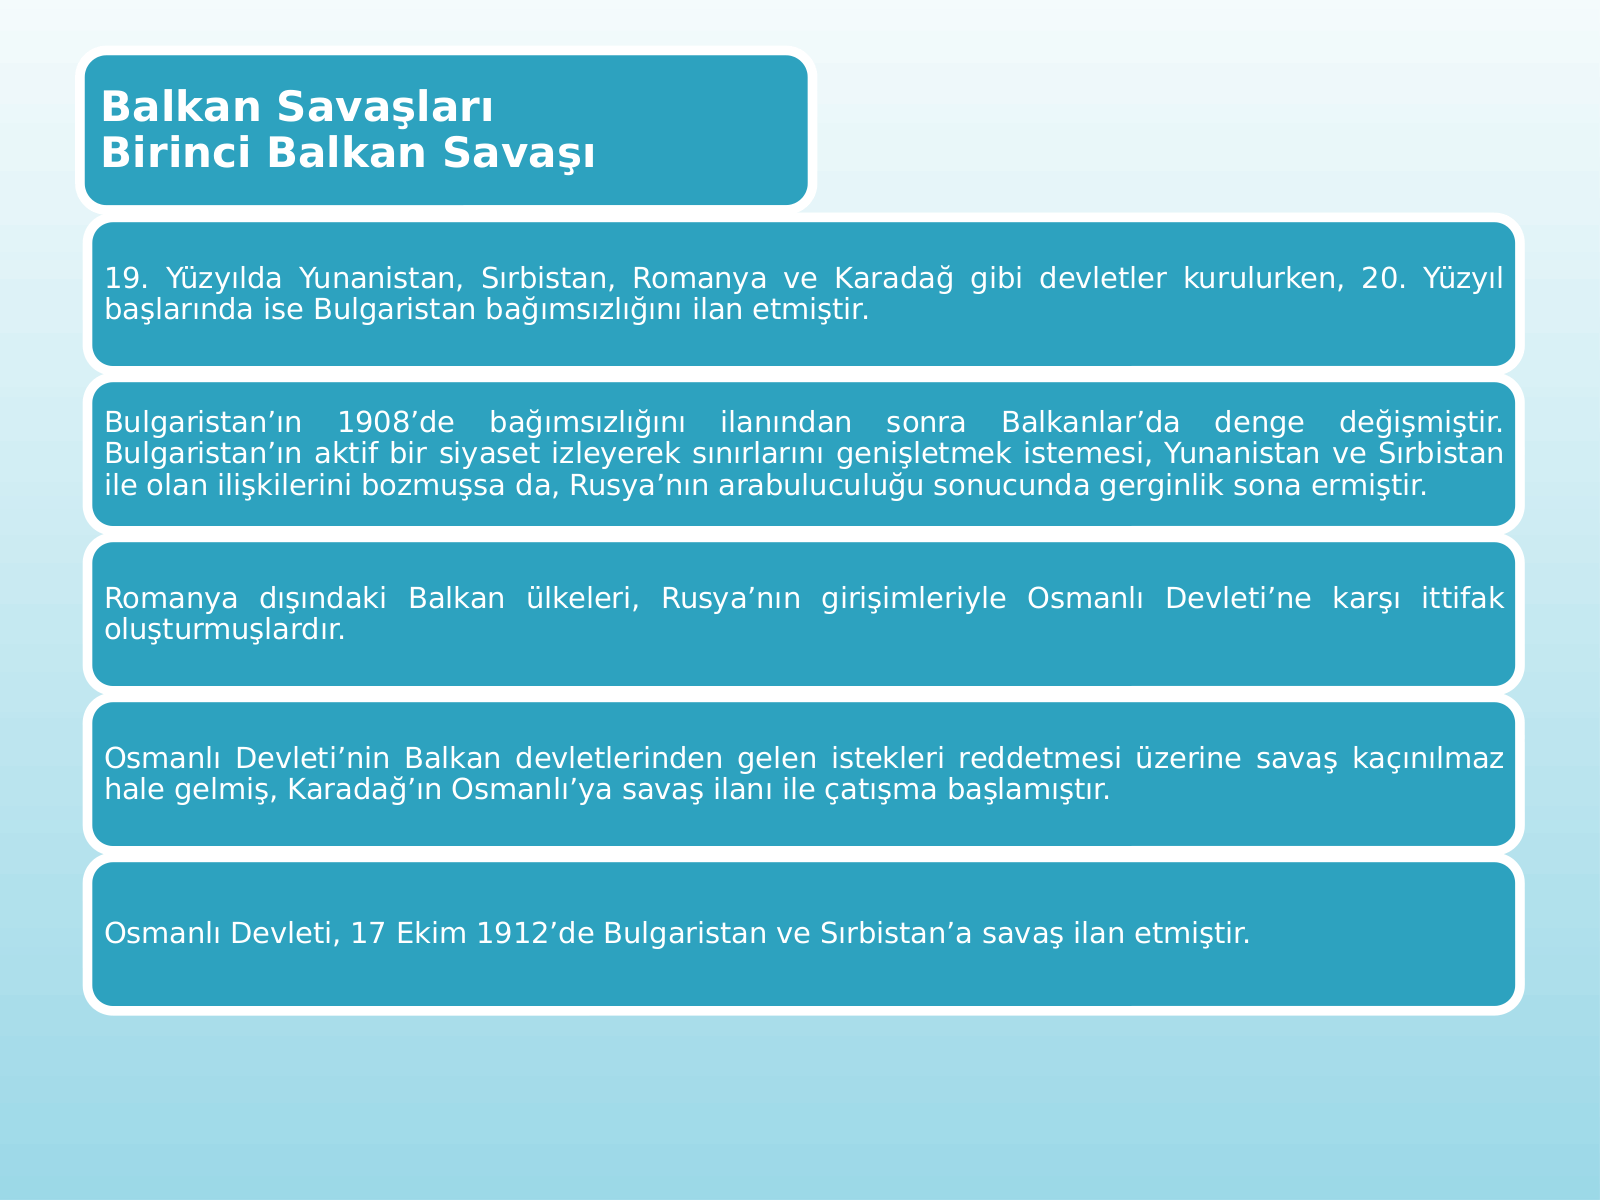 Balkan Savaşları
Birinci Balkan Savaşı
19. Yüzyılda Yunanistan, Sırbistan, Romanya ve Karadağ gibi devletler kurulurken, 20. Yüzyıl
başlarında ise Bulgaristan bağımsızlığını ilan etmiştir.
Bulgaristan’ın 1908’de bağımsızlığını ilanından sonra Balkanlar’da denge değişmiştir.
Bulgaristan’ın aktif bir siyaset izleyerek sınırlarını genişletmek istemesi, Yunanistan ve Sırbistan
ile olan ilişkilerini bozmuşsa da, Rusya’nın arabuluculuğu sonucunda gerginlik sona ermiştir.
Romanya dışındaki Balkan ülkeleri, Rusya’nın girişimleriyle Osmanlı Devleti’ne karşı ittifak
oluşturmuşlardır.
Osmanlı Devleti’nin Balkan devletlerinden gelen istekleri reddetmesi üzerine savaş kaçınılmaz
hale gelmiş, Karadağ’ın Osmanlı’ya savaş ilanı ile çatışma başlamıştır.
Osmanlı Devleti, 17 Ekim 1912’de Bulgaristan ve Sırbistan’a savaş ilan etmiştir.